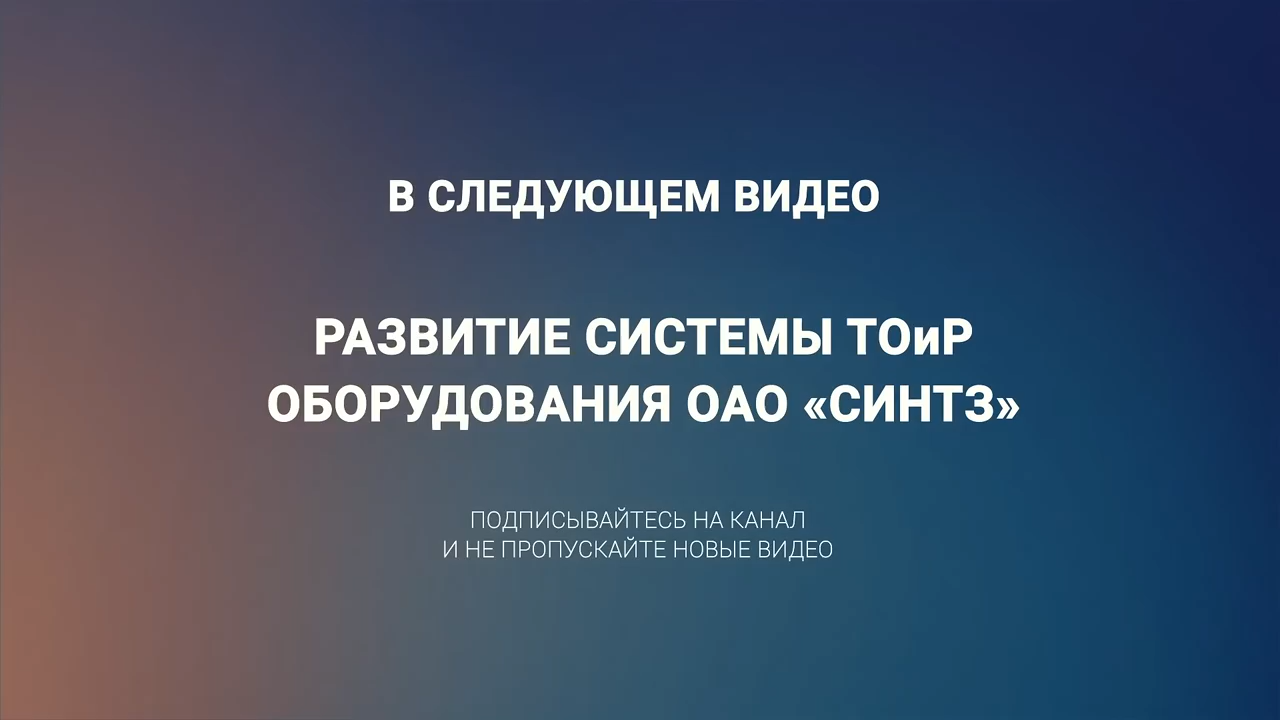 В СЛЕДУЮЩЕМ ВИДЕО
РАЗВИТИЕ СИСТЕМЫ ТОиР
ОБОРУДОВАНИЯ ОАО «СИНТЗ»
ПОДПИСЫВАЙТЕСЬ НА КАНАЛ
И НЕ ПРОПУСКАЙТЕ НОВЫЕ ВИДЕО